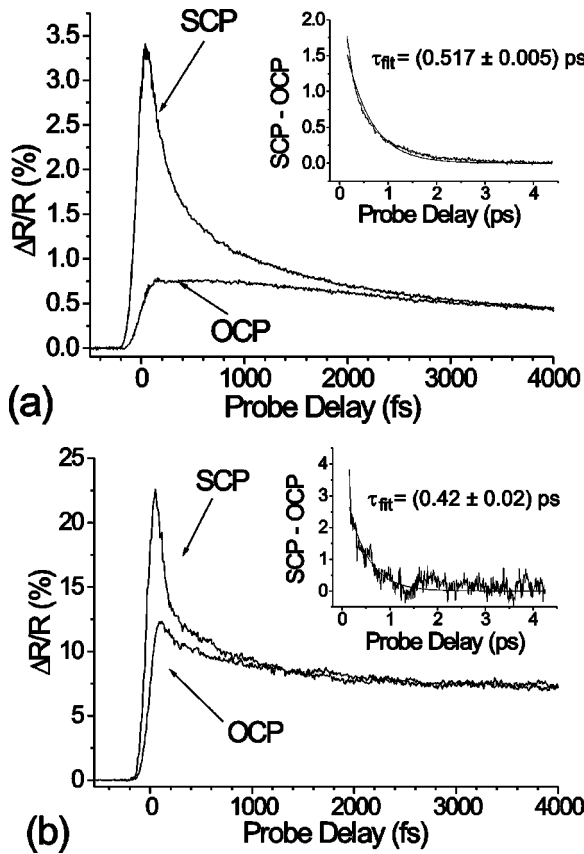 SCP
OCP
3.5
3.0
2.5
2.0
1.5
1.0
0.5
0.0
ΔR/R (%)
0
1000
2000
3000
4000
Probe Delay (fs)
2.0
1.5
1.0
0.5
0.0
SCP - OCP
τfit = (0.517 ± 0.005) ps
0
1
2
3
4
Probe Delay (ps)
(a)
SCP
OCP
25
20
15
10
5
0
ΔR/R (%)
0
1000
2000
3000
4000
Probe Delay (fs)
4
3
2
1
0
SCP - OCP
τfit = (0.42 ± 0.02) ps
0
1
2
3
4
Probe Delay (ps)
(b)